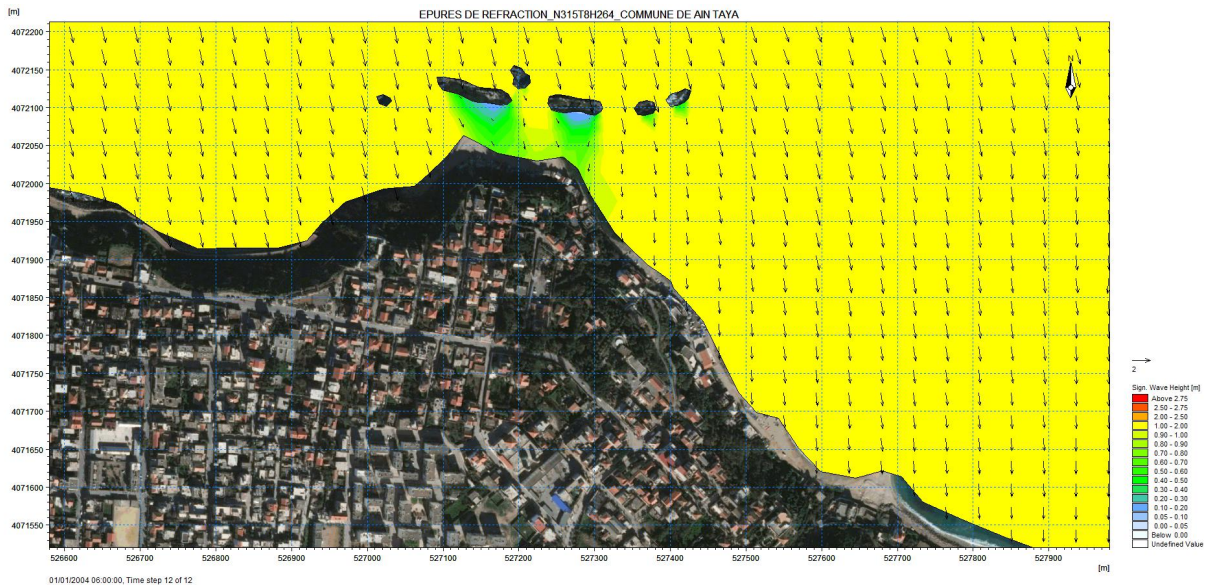 EPURES DE REFRACTION_N315T8H264_COMMUNE DE AIN TAYA
[m]
4072200
4072150
4072100
4072050
4072000
4071950
4071900
4071850
4071800
4071750
4071700
4071650
4071600
4071550
N
2
Sign. Wave Height [m]
Above 2.75
2.50 - 2.75
2.00 - 2.50
1.00 - 2.00
0.90 - 1.00
0.80 - 0.90
0.70 - 0.80
0.60 - 0.70
0.50 - 0.60
0.40 - 0.50
0.30 - 0.40
0.20 - 0.30
0.10 - 0.20
0.05 - 0.10
0.00 - 0.05
Below 0.00
Undefined Value
526600 526700 526800 526900 527000 527100 527200 527300 527400 527500 527600 527700 527800 527900
[m]
01/01/2004 06:00:00, Time step 12 of 12